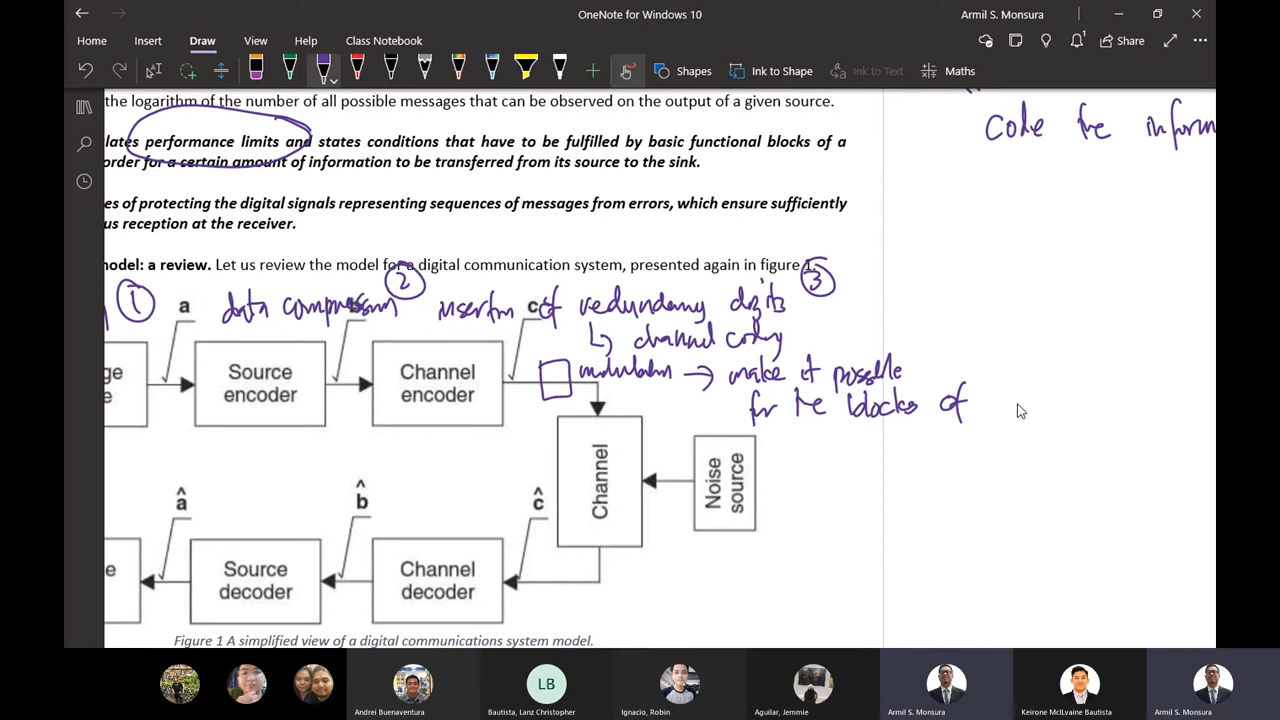 OneNote for Windows 10
Armil S. Monsura
Home Insert Draw View Help Class Notebook
Share
Shapes
Ink to Shape
Ink to Text
Maths
the logarithm of the number of all possible messages that can be observed on the output of a given source.
code the inform
lates performance limits and states conditions that have to be fulfilled by basic functional blocks of a
order for a certain amount of information to be transferred from its source to the sink.
es of protecting the digital signals representing sequences of messages from errors, which ensure sufficiently
us reception at the receiver.
model: a review. Let us review the model for a digital communication system, presented again in figure 1.
1 2 3
a b c
data compression insertion of redundancy digits
channel coding
modulation → make it possible
for the blocks of
ge
e
Source
encoder
Channel
encoder
Channel
Noise
source
â b̂ ĉ
e
Source
decoder
Channel
decoder
Figure 1 A simplified view of a digital communications system model.
LB
Andrei Buenaventura
Bautista, Lanz Christopher
Ignacio, Robin
Aguilar, Jemmie
Armil S. Monsura
Keirone McIlvaine Bautista
Armil S. Monsura